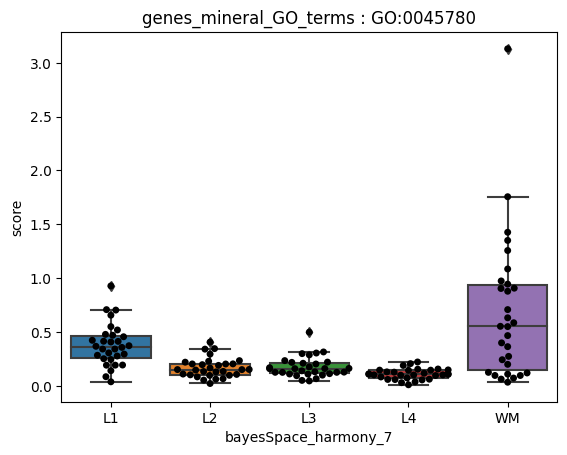 genes_mineral_GO_terms : GO:0045780
3.0
2.5
2.0
1.5
1.0
0.5
0.0
score
L1 L2 L3 L4 WM
bayesSpace_harmony_7